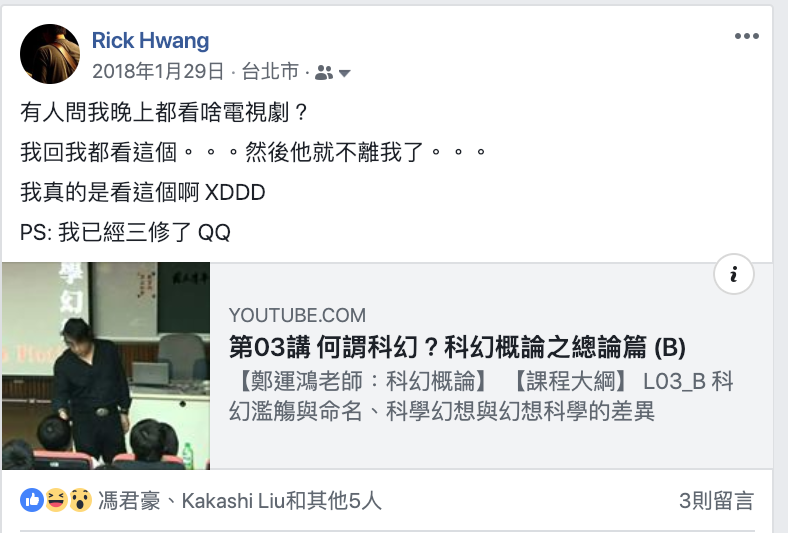 Rick Hwang
2018年1月29日 · 台北市 ·
有人問我晚上都看啥電視劇？
我回我都看這個。。。然後他就不離我了。。。
我真的是看這個啊 XDDD
PS: 我已經三修了 QQ
學幻
YOUTUBE.COM
第03講 何謂科幻？科幻概論之總論篇 (B)
【鄭運鴻老師：科幻概論】 【課程大綱】 L03_B 科
幻濫觴與命名、科學幻想與幻想科學的差異
馮君豪、Kakashi Liu和其他5人
3則留言